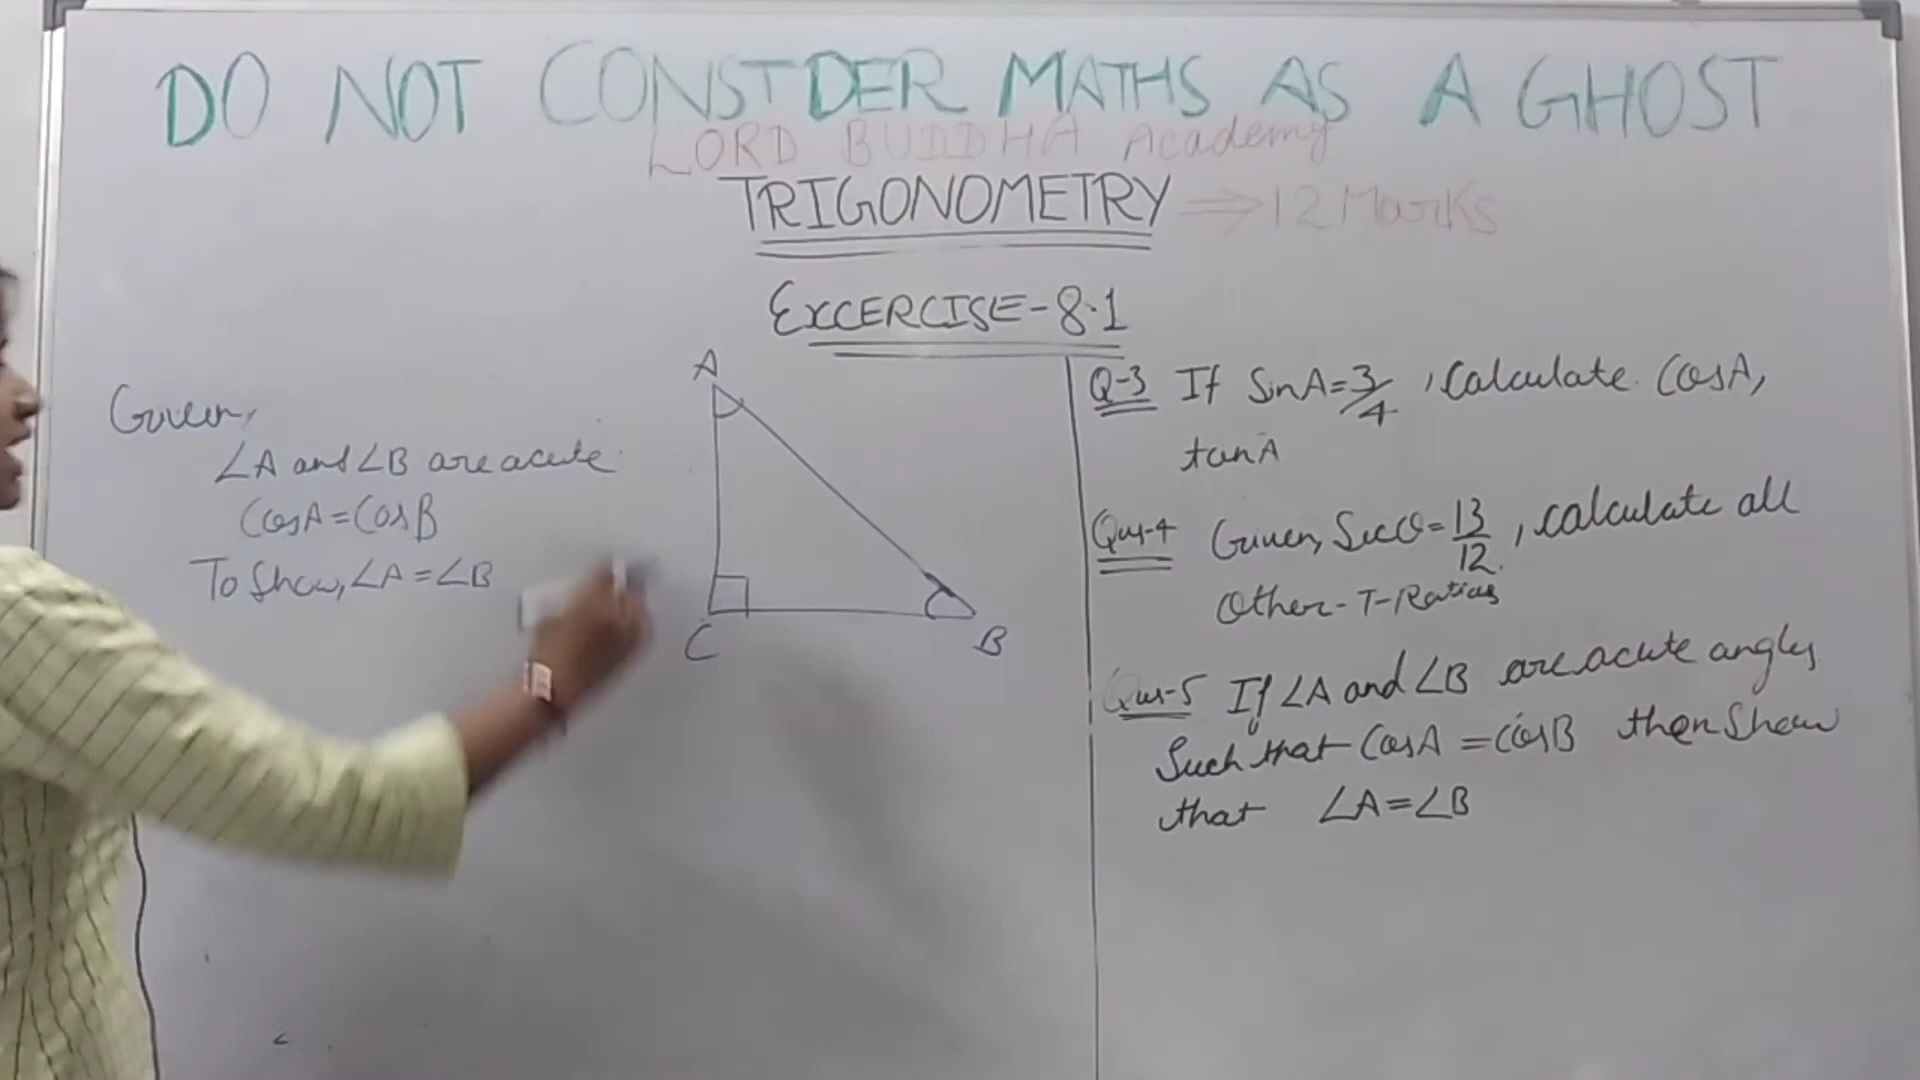 DO NOT CONSIDER MATHS AS A GHOST
LORD BUDDHA Academy
TRIGONOMETRY ⇒ 12 Marks
EXCERCISE-8.1
Given,
∠A and ∠B are acute
CosA = CosB
To Show, ∠A = ∠B
A
C
B
Q-3 If SinA = 3/4, Calculate CosA,
tanA
Qus-4 Given, Secθ = 13/12, calculate all
Other-T-Ratios
Qus-5 If ∠A and ∠B are acute angles
Such that CosA = CosB then Show
that ∠A = ∠B